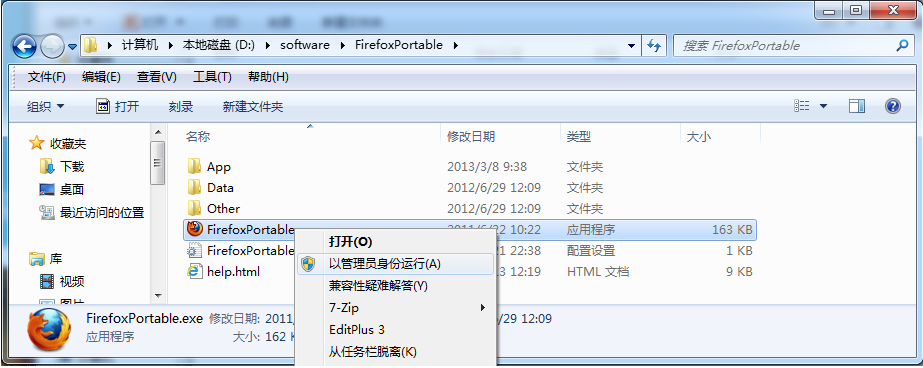 计算机 本地磁盘 (D:) software FirefoxPortable 搜索 FirefoxPortable
文件(F) 编辑(E) 查看(V) 工具(T) 帮助(H)
组织 打开 刻录 新建文件夹
名称 修改日期 类型 大小
收藏夹
下载
桌面
最近访问的位置
库
视频
图片
App 2013/3/8 9:38 文件夹
Data 2012/6/29 12:09 文件夹
Other 2012/6/29 12:09 文件夹
FirefoxPortable 2011/6/22 10:22 应用程序 163 KB
FirefoxPortable 21 22:38 配置设置 1 KB
help.html 3 12:19 HTML 文档 9 KB
打开(O)
以管理员身份运行(A)
兼容性疑难解答(Y)
7-Zip
EditPlus 3
从任务栏脱离(K)
FirefoxPortable.exe 修改日期: 2011/ /29 12:09
应用程序 大小: 162 K